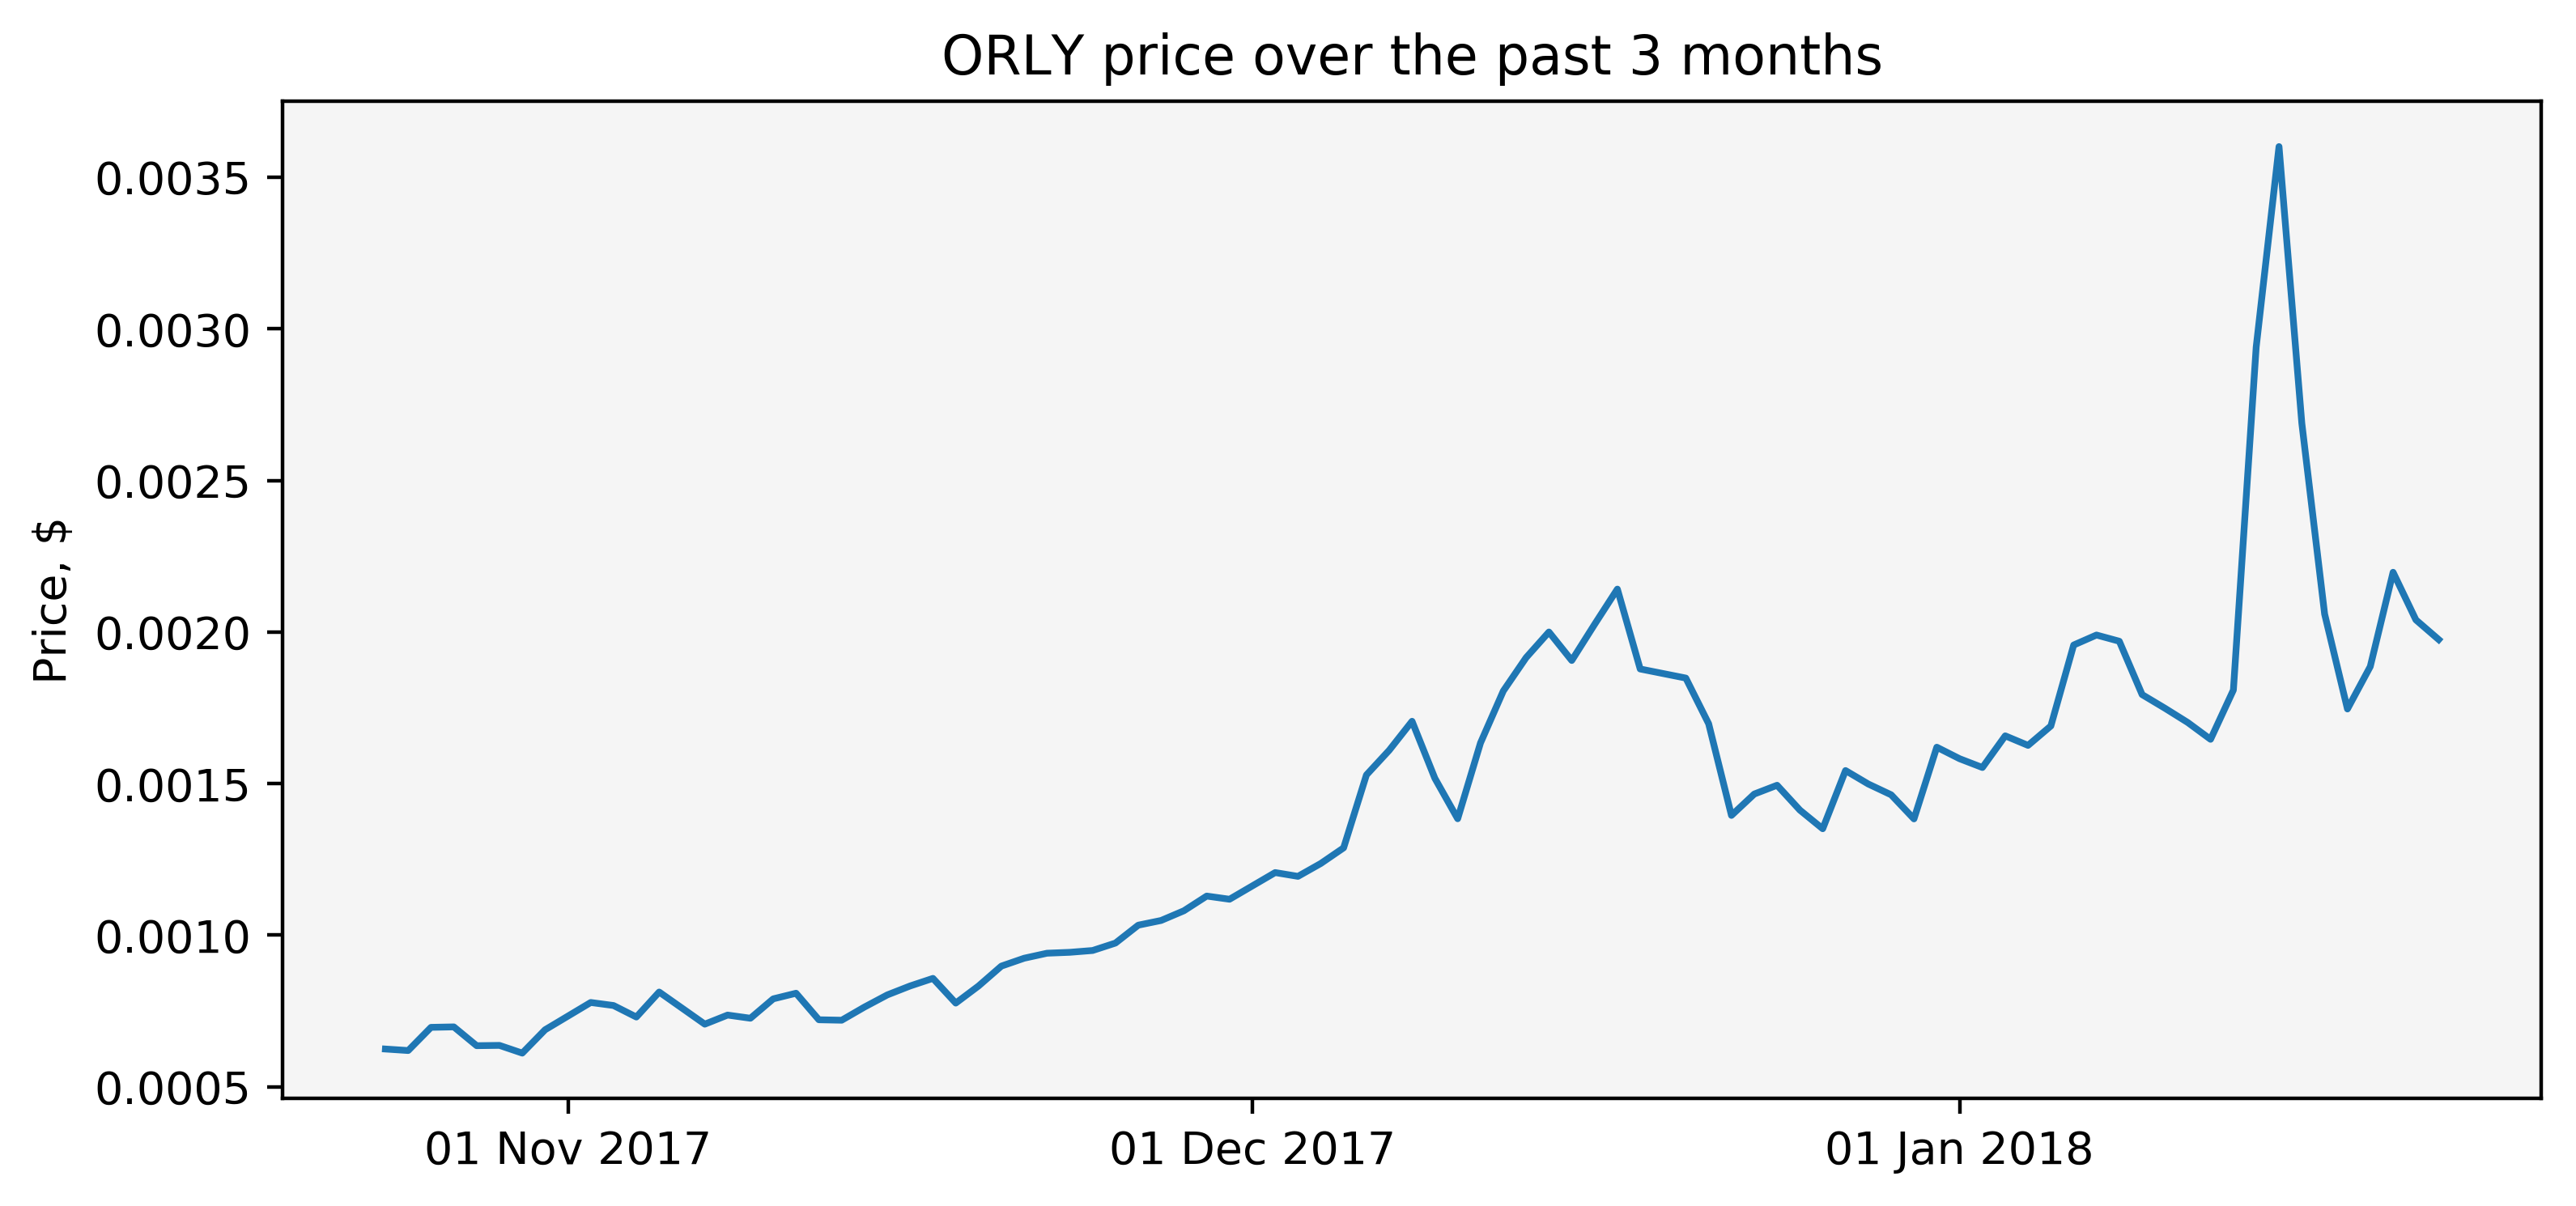 ORLY price over the past 3 months
Price, $
0.0035
0.0030
0.0025
0.0020
0.0015
0.0010
0.0005
01 Nov 2017
01 Dec 2017
01 Jan 2018